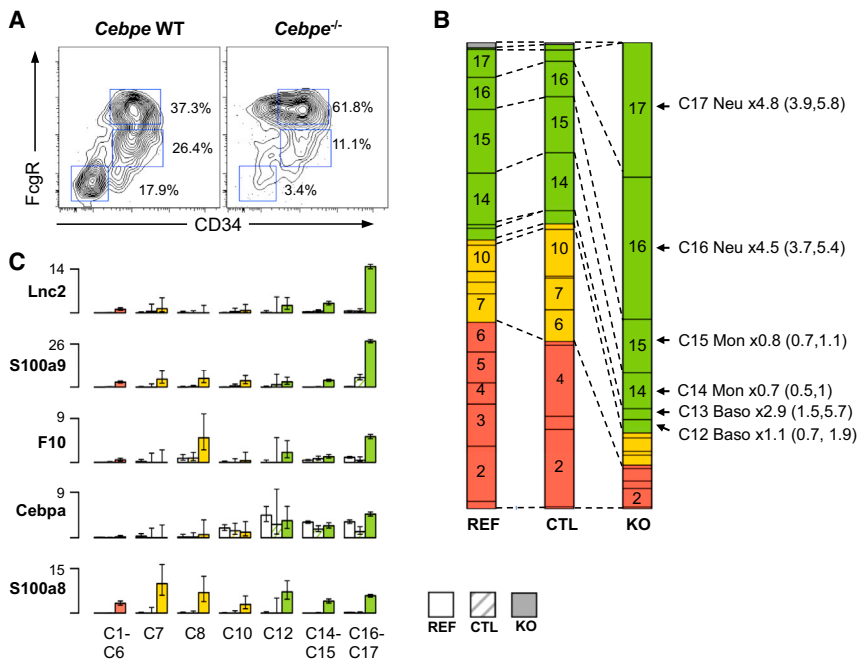 A
Cebpe WT
Cebpe-/-
37.3%
26.4%
17.9%
61.8%
11.1%
3.4%
FcgR
CD34
B
17
16
15
14
10
7
6
5
4
3
2
16
15
14
10
7
6
4
2
17
16
15
14
2
C17 Neu x4.8 (3.9,5.8)
C16 Neu x4.5 (3.7,5.4)
C15 Mon x0.8 (0.7,1.1)
C14 Mon x0.7 (0.5,1)
C13 Baso x2.9 (1.5,5.7)
C12 Baso x1.1 (0.7, 1.9)
REF
CTL
KO
C
Lnc2
14
S100a9
26
F10
9
Cebpa
9
S100a8
15
C1-
C6
C7
C8
C10
C12
C14-
C15
C16-
C17
REF
CTL
KO